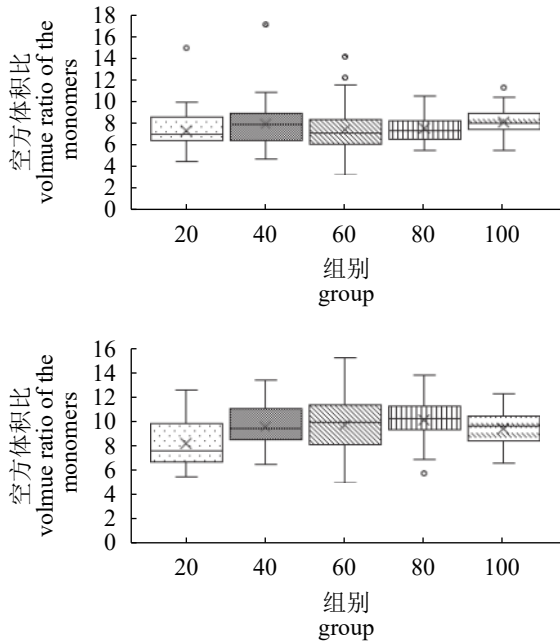 空方体积比
volmue ratio of the
monomers
18
16
14
12
10
8
6
4
2
0
20 40 60 80 100
组别
group
空方体积比
volmue ratio of the
monomers
16
14
12
10
8
6
4
2
0
20 40 60 80 100
组别
group